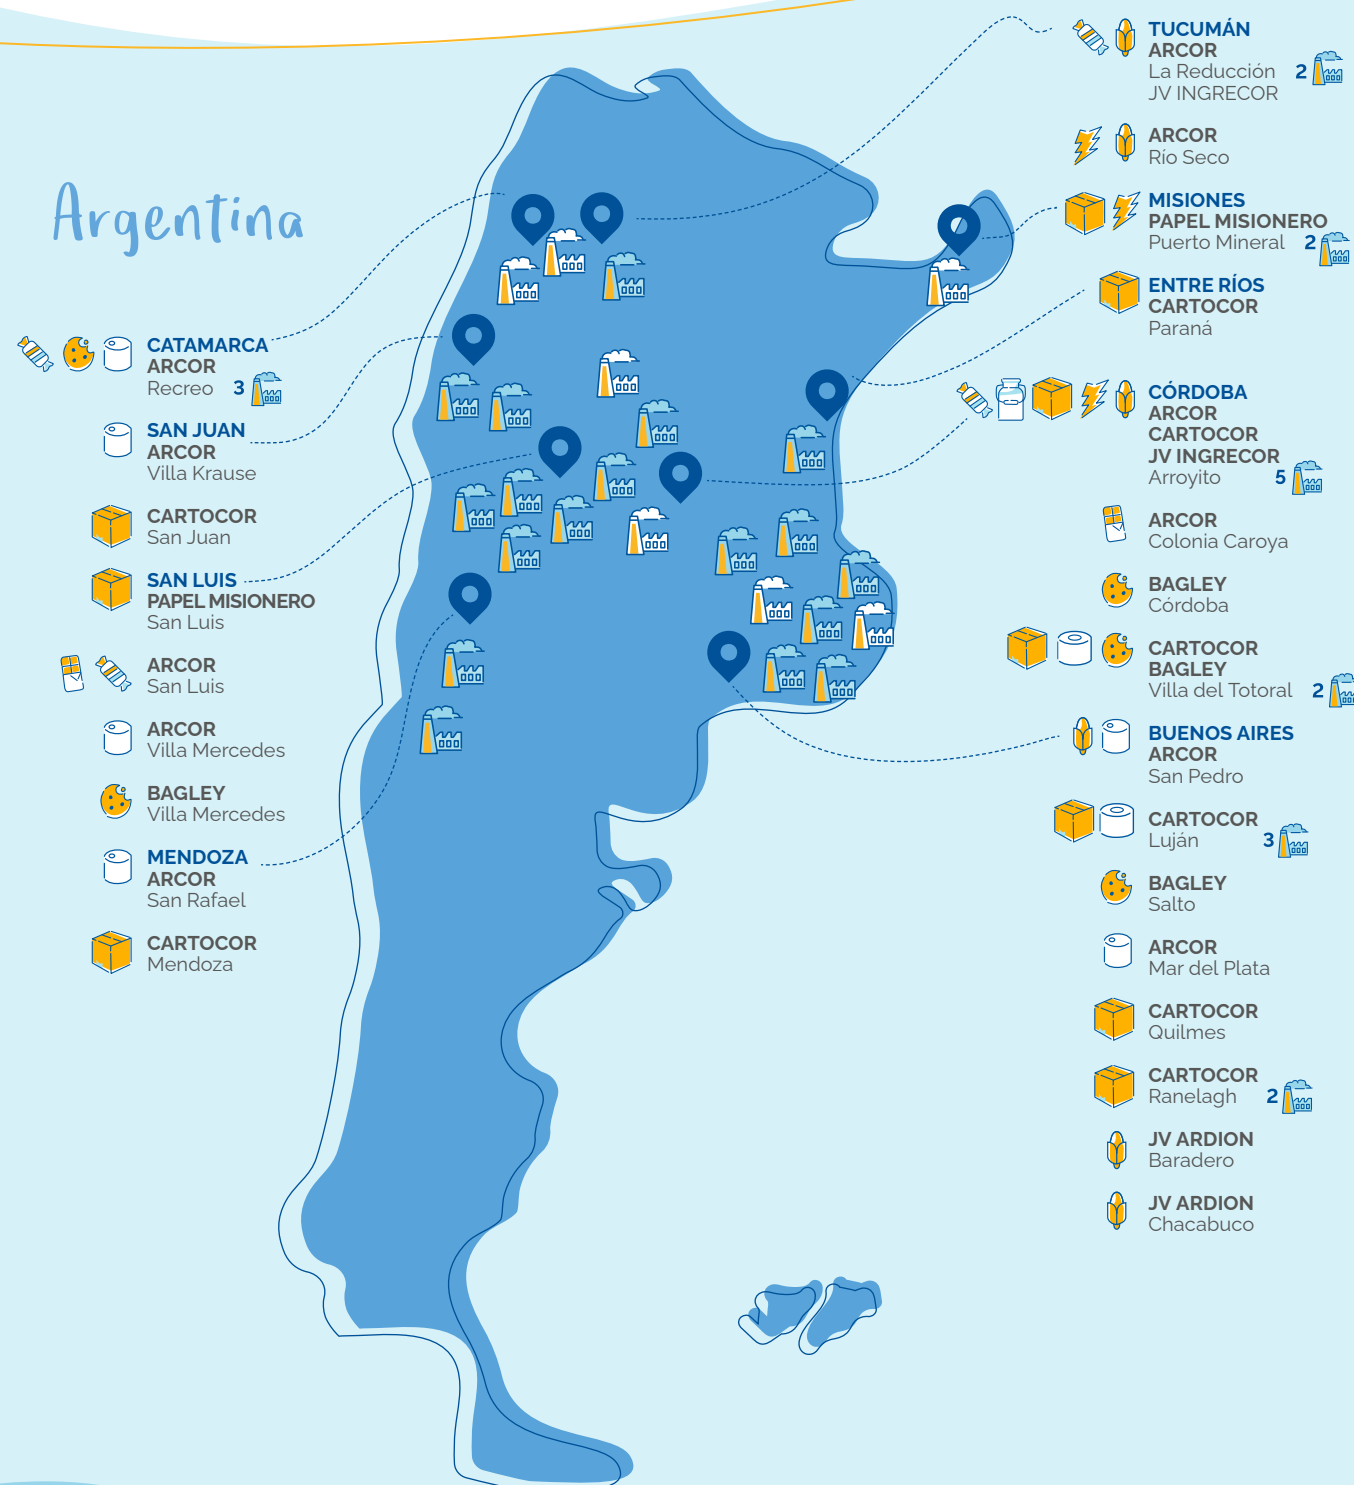 Argentina
CATAMARCA
ARCOR
Recreo 3
SAN JUAN
ARCOR
Villa Krause
CARTOCOR
San Juan
SAN LUIS
PAPEL MISIONERO
San Luis
ARCOR
San Luis
ARCOR
Villa Mercedes
BAGLEY
Villa Mercedes
MENDOZA
ARCOR
San Rafael
CARTOCOR
Mendoza
TUCUMÁN
ARCOR
La Reducción 2
JV INGRECOR
ARCOR
Río Seco
MISIONES
PAPEL MISIONERO
Puerto Mineral 2
ENTRE RÍOS
CARTOCOR
Paraná
CÓRDOBA
ARCOR
CARTOCOR
JV INGRECOR
Arroyito 5
ARCOR
Colonia Caroya
BAGLEY
Córdoba
CARTOCOR
BAGLEY
Villa del Totoral 2
BUENOS AIRES
ARCOR
San Pedro
CARTOCOR
Luján 3
BAGLEY
Salto
ARCOR
Mar del Plata
CARTOCOR
Quilmes
CARTOCOR
Ranelagh 2
JV ARDION
Baradero
JV ARDION
Chacabuco